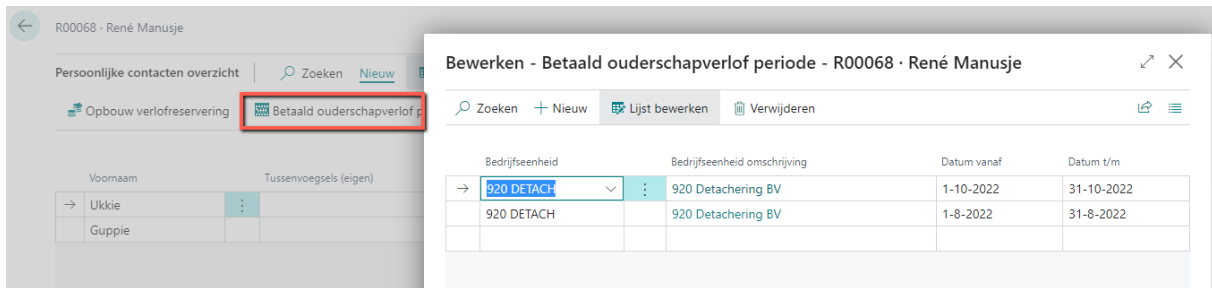 R00068 · René Manusje
Persoonlijke contacten overzicht Zoeken Nieuw
Opbouw verlofreservering Betaald ouderschapverlof p
Voornaam Tussenvoegsels (eigen)
Ukkie
Guppie
Bewerken - Betaald ouderschapverlof periode - R00068 · René Manusje
Zoeken Nieuw Lijst bewerken Verwijderen
Bedrijfseenheid Bedrijfseenheid omschrijving Datum vanaf Datum t/m
920 DETACH 920 Detachering BV 1-10-2022 31-10-2022
920 DETACH 920 Detachering BV 1-8-2022 31-8-2022